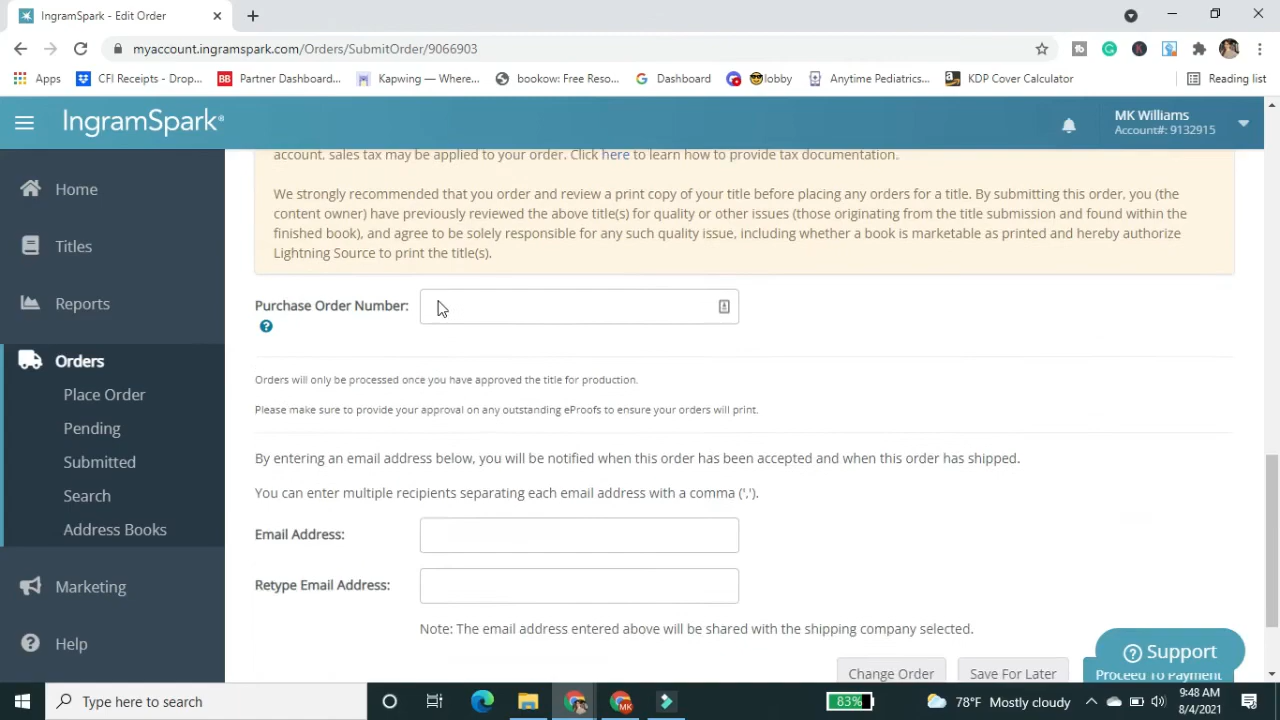 IngramSpark - Edit Order
myaccount.ingramspark.com/Orders/SubmitOrder/9066903
Apps CFI Receipts - Drop... BB Partner Dashboard... Kapwing — Where... bookow: Free Reso... Dashboard lobby Anytime Pediatrics... KDP Cover Calculator Reading list
IngramSpark®
MK Williams
Account#: 9132915
Home
Titles
Reports
Orders
Place Order
Pending
Submitted
Search
Address Books
Marketing
Help
account, sales tax may be applied to your order. Click here to learn how to provide tax documentation.
We strongly recommended that you order and review a print copy of your title before placing any orders for a title. By submitting this order, you (the
content owner) have previously reviewed the above title(s) for quality or other issues (those originating from the title submission and found within the
finished book), and agree to be solely responsible for any such quality issue, including whether a book is marketable as printed and hereby authorize
Lightning Source to print the title(s).
Purchase Order Number:
Orders will only be processed once you have approved the title for production.
Please make sure to provide your approval on any outstanding eProofs to ensure your orders will print.
By entering an email address below, you will be notified when this order has been accepted and when this order has shipped.
You can enter multiple recipients separating each email address with a comma (',').
Email Address:
Retype Email Address:
Note: The email address entered above will be shared with the shipping company selected.
Change Order Save For Later Proceed To Payment
Support
Type here to search
MK
83%
78°F Mostly cloudy
9:48 AM
8/4/2021